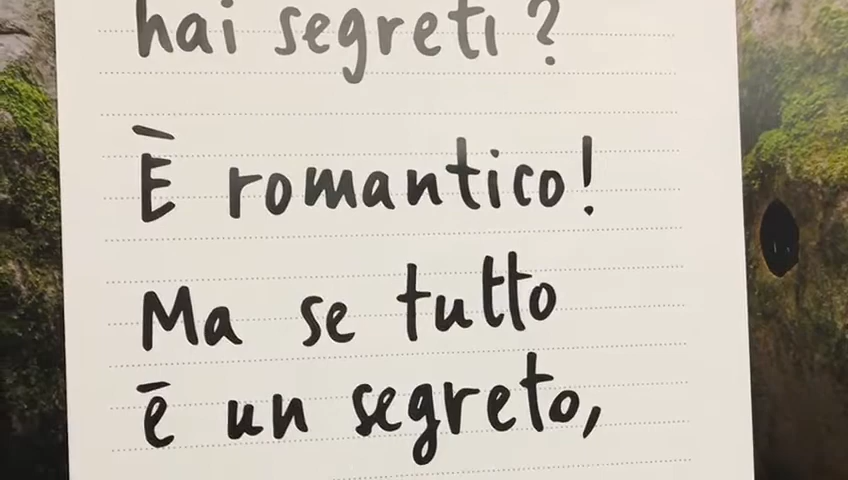 hai segreti?
È romantico!
Ma se tutto
è un segreto,